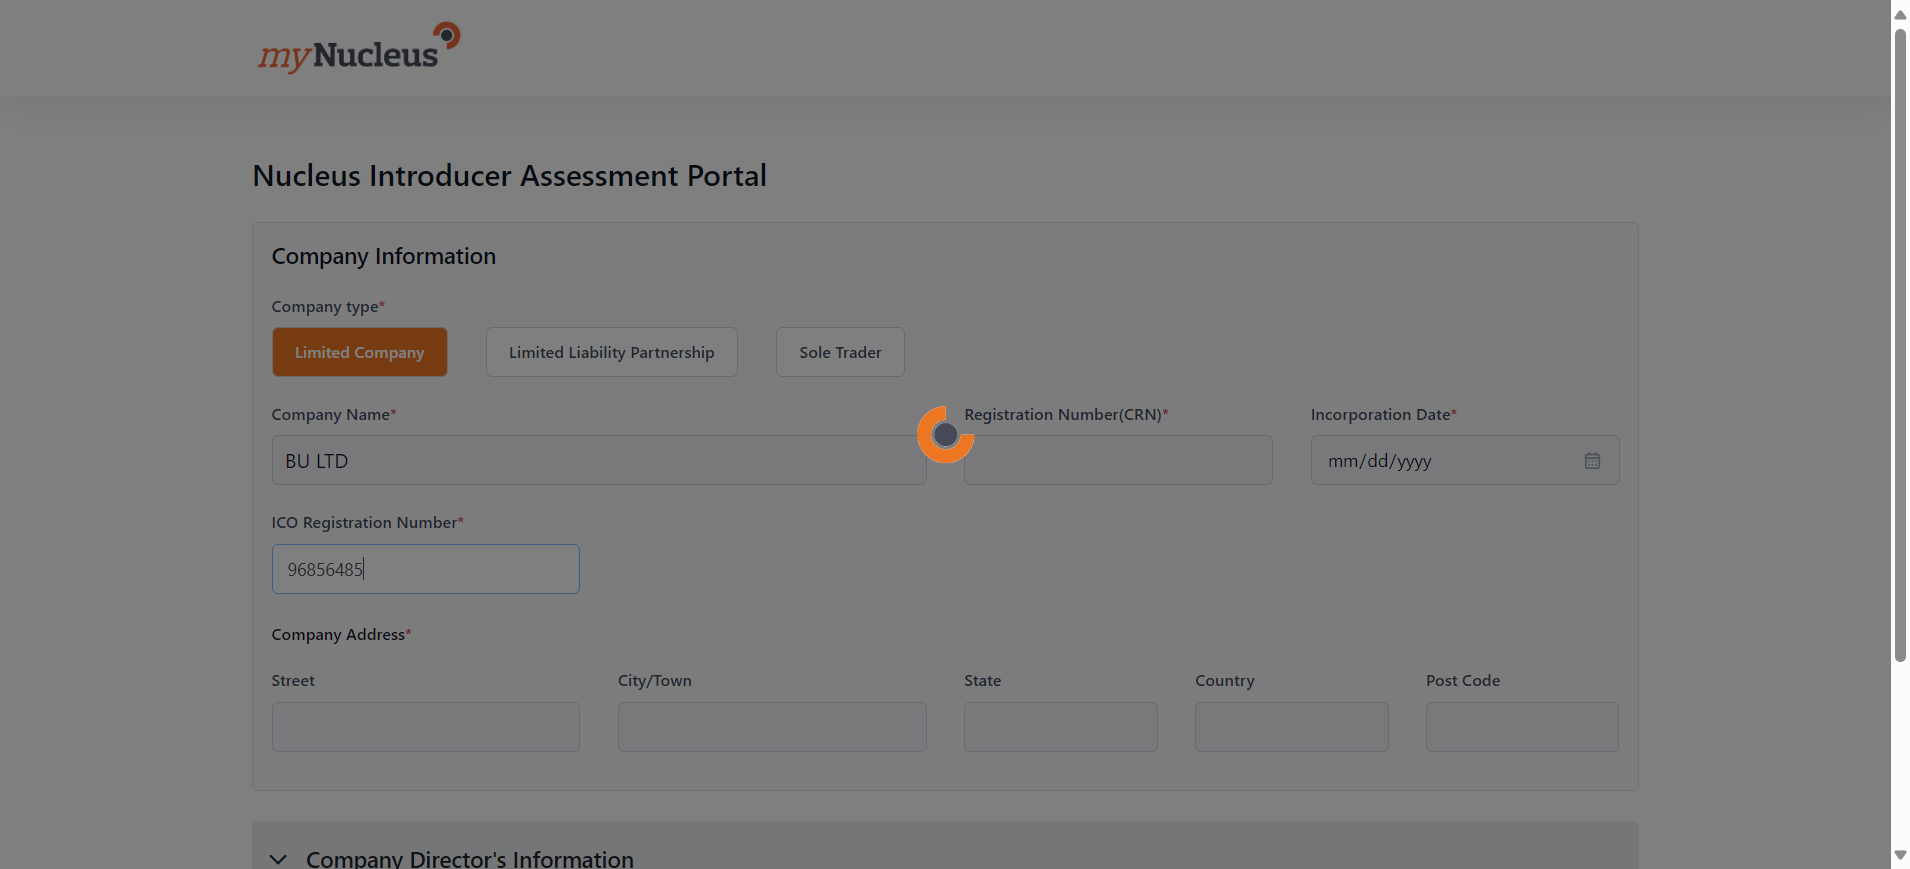 myNucleus
Nucleus Introducer Assessment Portal
Company Information
Company type*
Limited Company
Limited Liability Partnership
Sole Trader
Company Name*
Registration Number(CRN)*
Incorporation Date*
BU LTD
mm/dd/yyyy
ICO Registration Number*
96856485
Company Address*
Street
City/Town
State
Country
Post Code
Company Director's Information